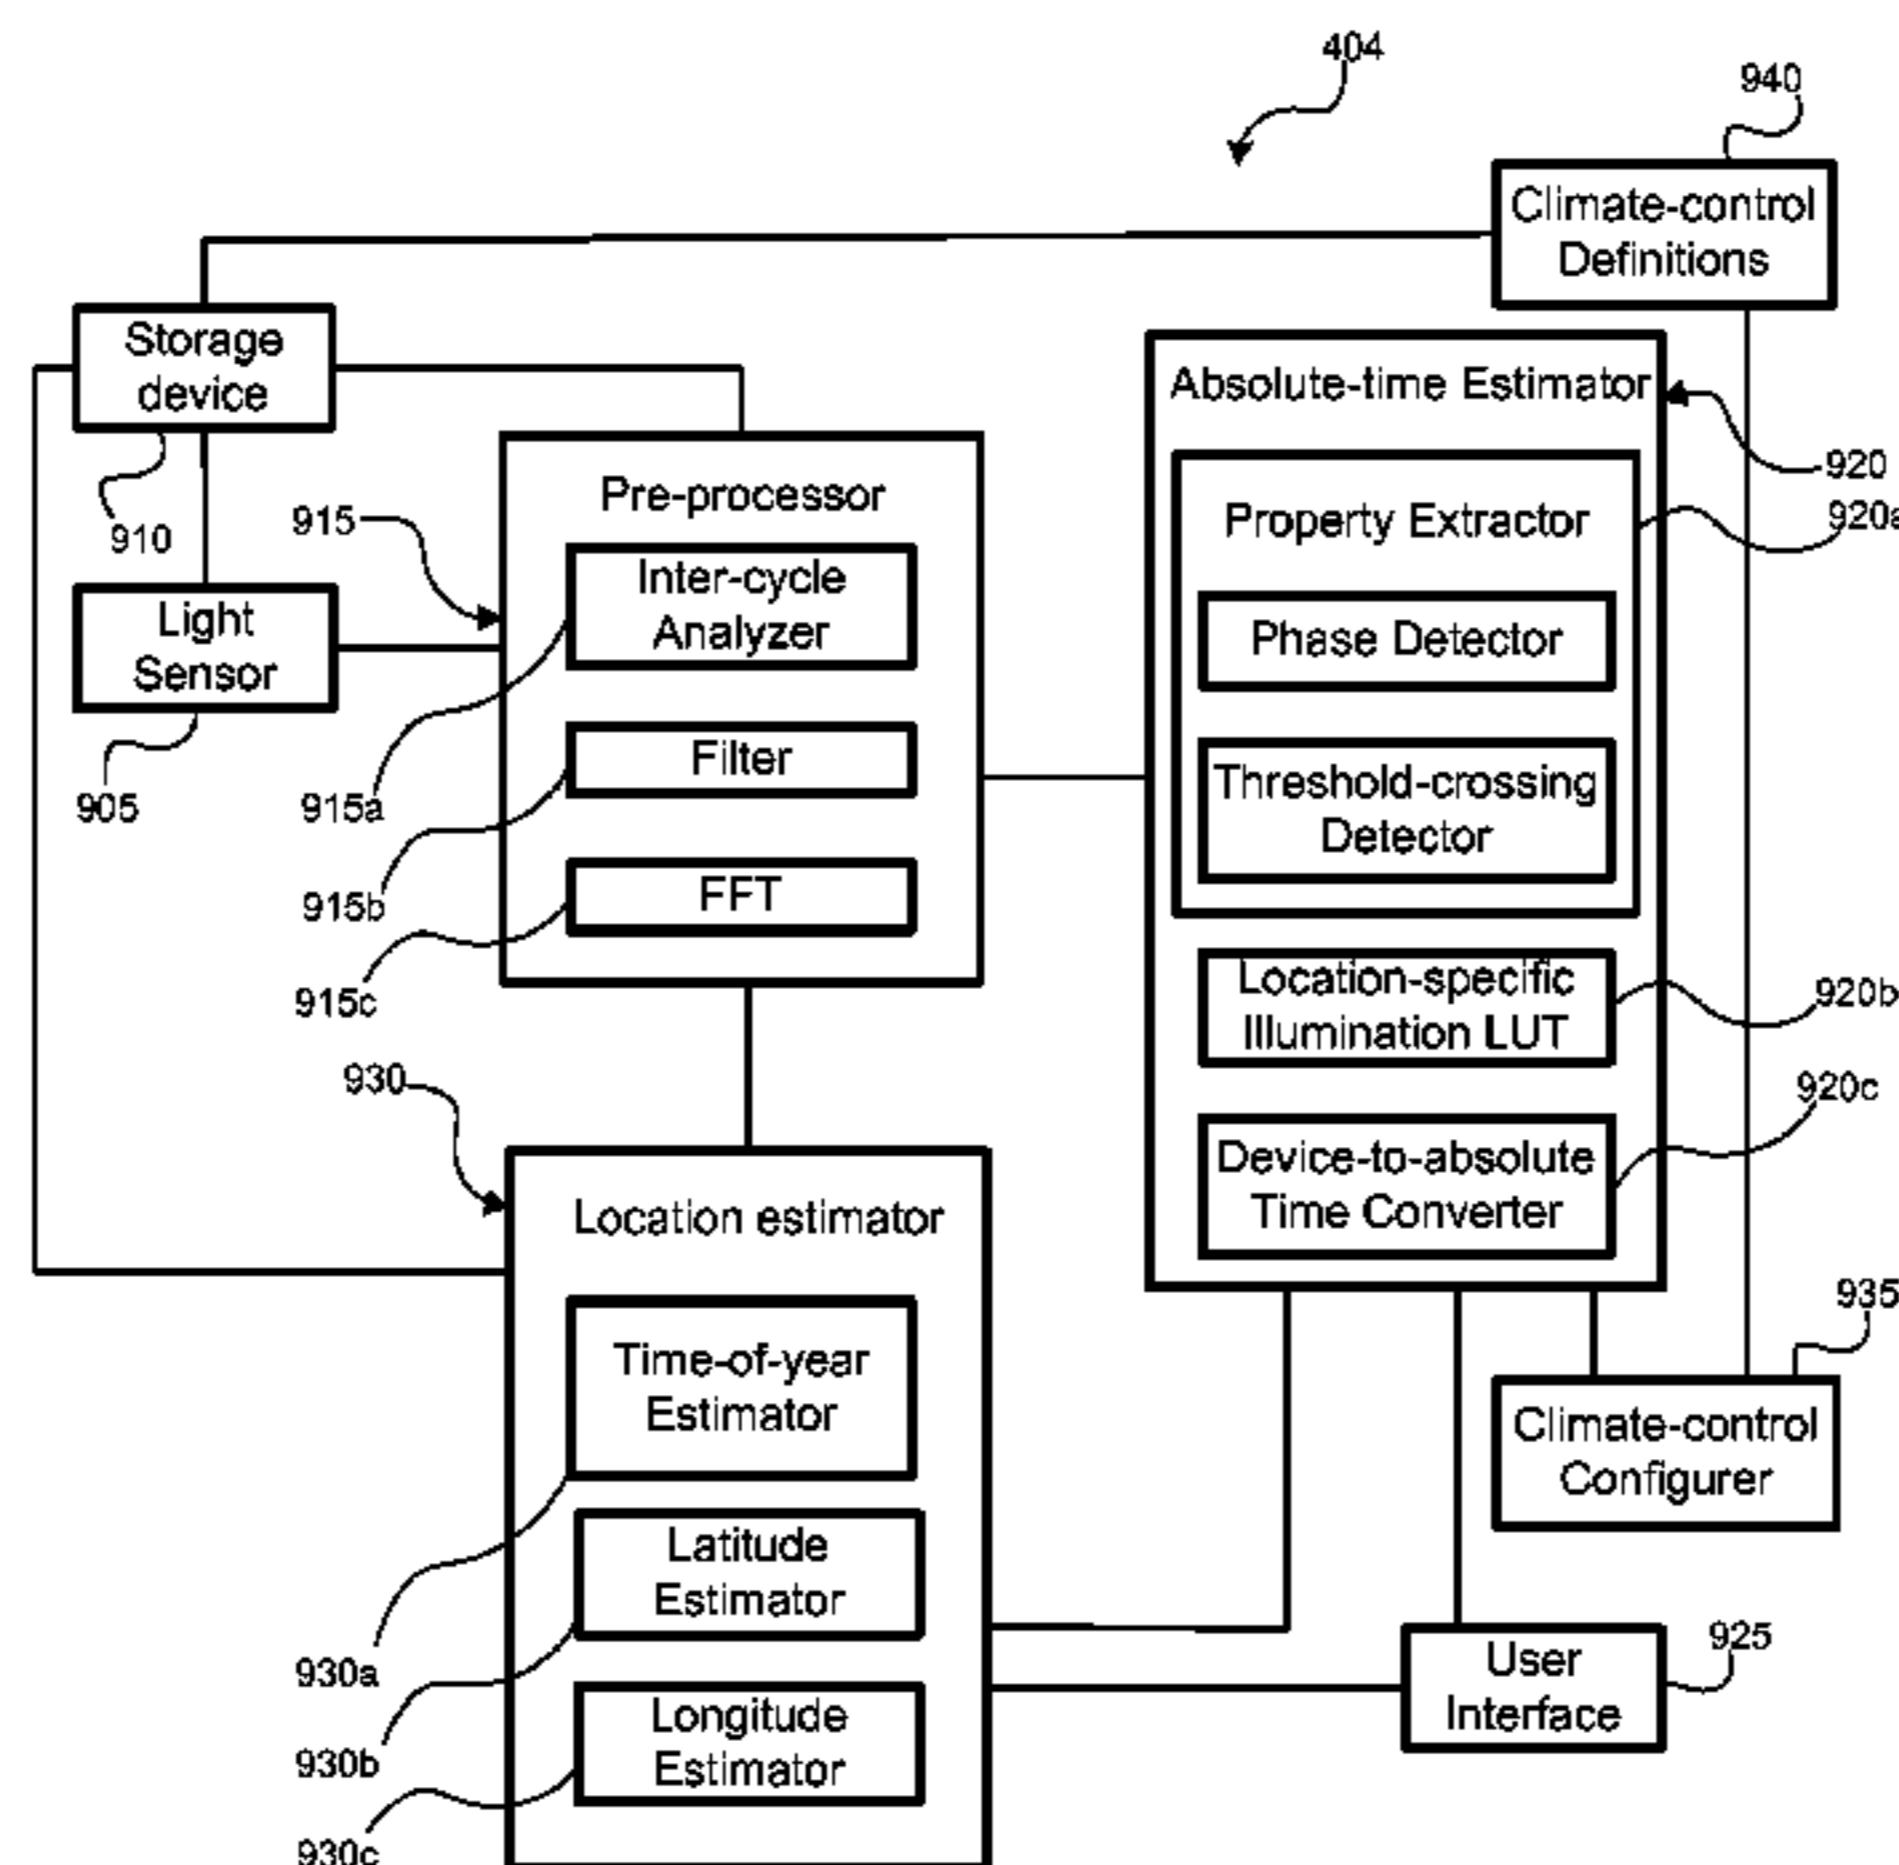 404
940
Climate-control
Definitions
Storage
device
Absolute-time Estimator
920
Pre-processor
910
915
Property Extractor
920a
Inter-cycle
Analyzer
Light
Sensor
Phase Detector
Filter
Threshold-crossing
Detector
905
915a
FFT
915b
915c
Location-specific
Illumination LUT
920b
930
920c
Device-to-absolute
Time Converter
Location estimator
935
Time-of-year
Estimator
Climate-control
Configurer
Latitude
Estimator
925
User
Interface
930a
Longitude
Estimator
930b
930c